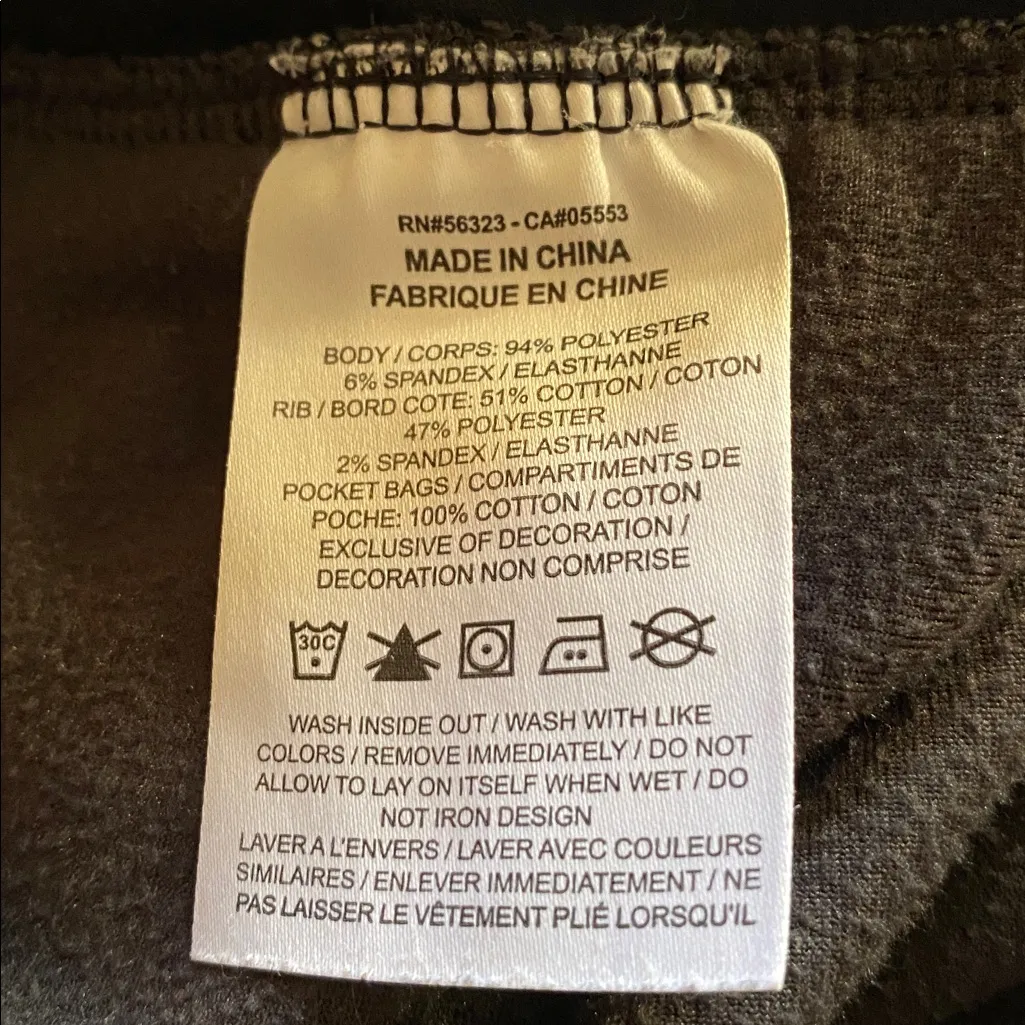 RN#56323 - CA#05553
MADE IN CHINA
FABRIQUE EN CHINE
BODY / CORPS: 94% POLYESTER
6% SPANDEX / ELASTHANNE
RIB / BORD COTE: 51% COTTON / COTON
47% POLYESTER
2% SPANDEX / ELASTHANNE
POCKET BAGS / COMPARTIMENTS DE
POCHE: 100% COTTON / COTON
EXCLUSIVE OF DECORATION /
DECORATION NON COMPRISE
30C
WASH INSIDE OUT / WASH WITH LIKE
COLORS / REMOVE IMMEDIATELY / DO NOT
ALLOW TO LAY ON ITSELF WHEN WET / DO
NOT IRON DESIGN
LAVER A L'ENVERS / LAVER AVEC COULEURS
SIMILAIRES / ENLEVER IMMEDIATEMENT / NE
PAS LAISSER LE VÊTEMENT PLIÉ LORSQU'IL